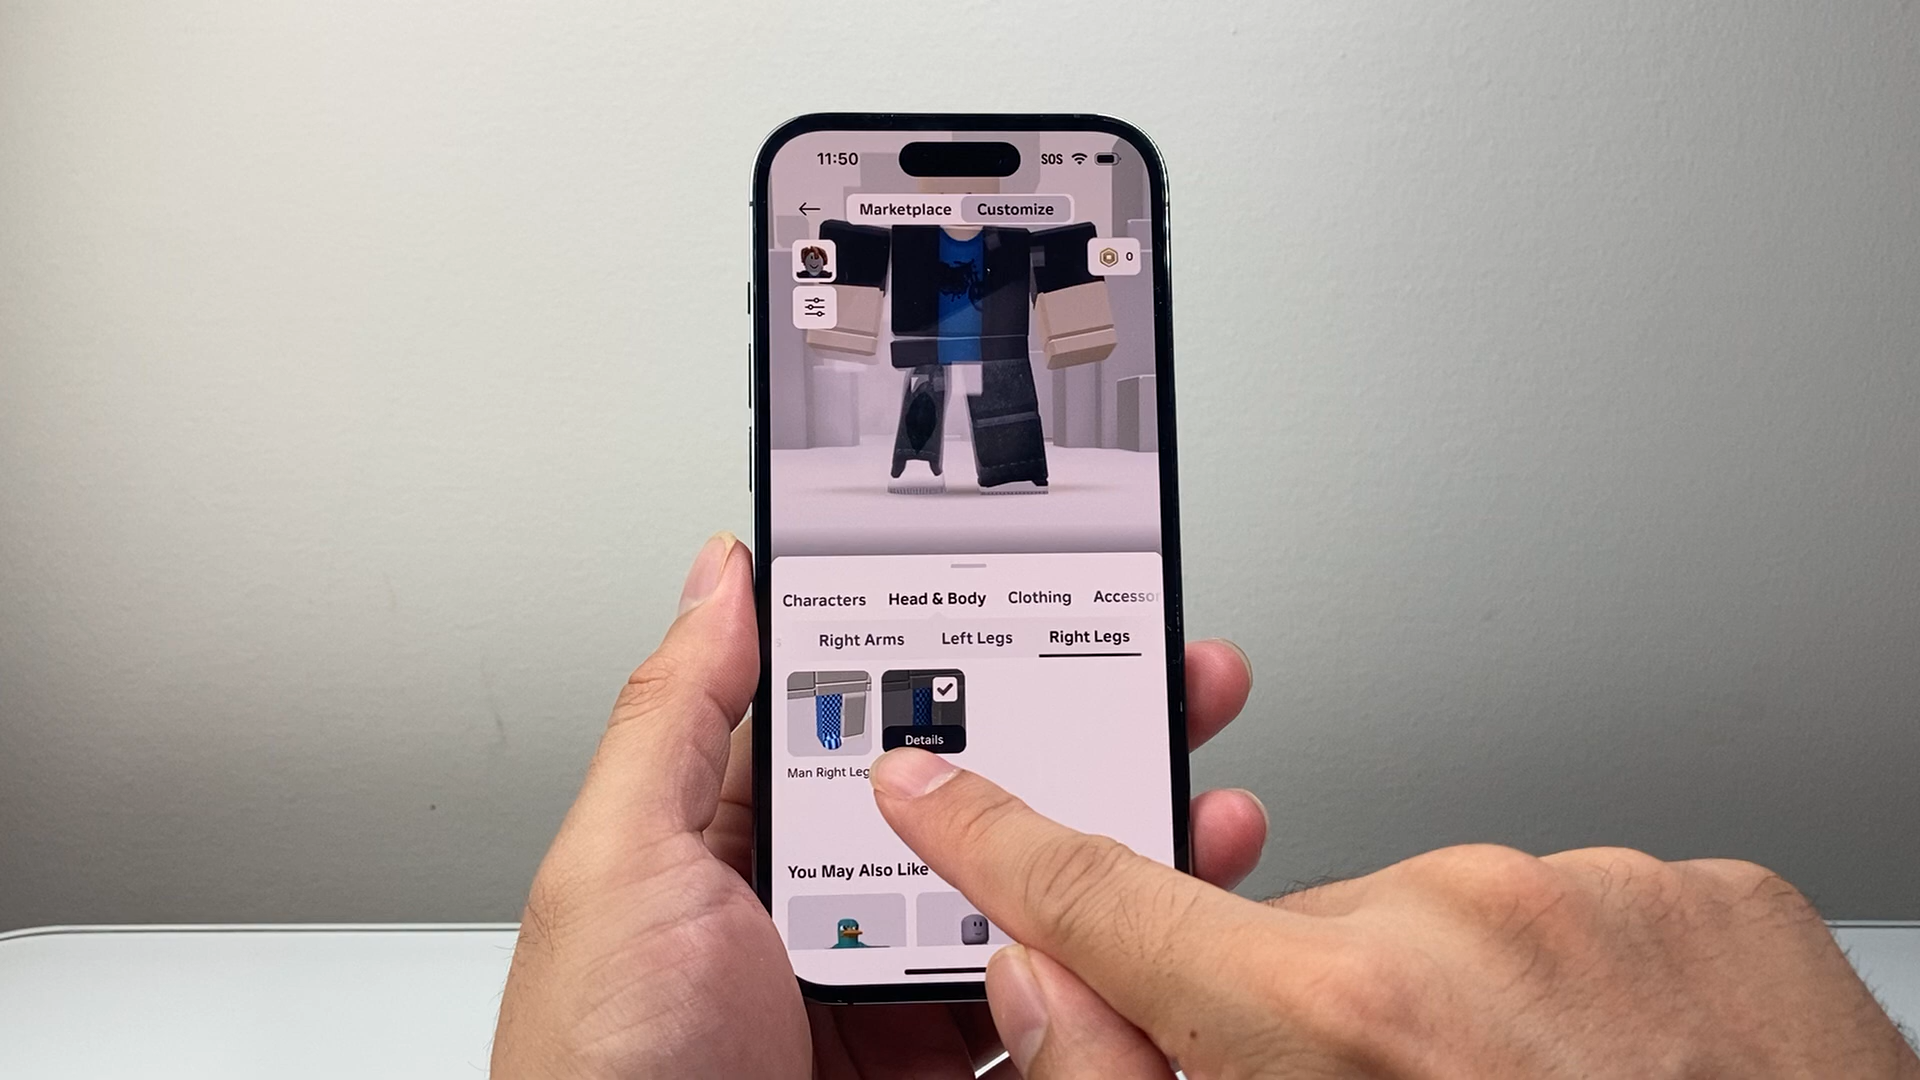 11:50 SOS
Marketplace Customize
0
Characters Head & Body Clothing Accessor
Right Arms Left Legs Right Legs
Details
Man Right Leg
You May Also Like